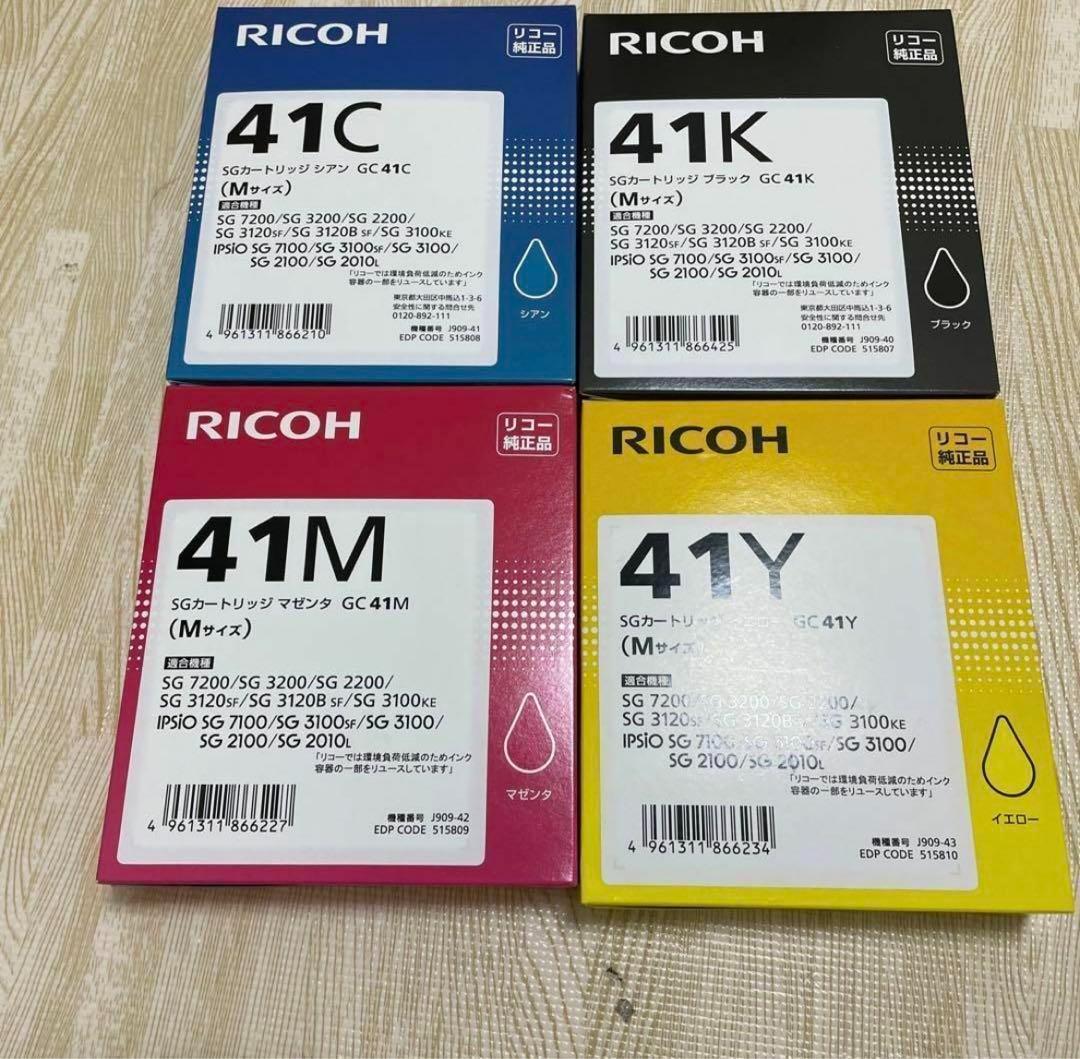 RICOH
リコー
純正品
41C
SGカートリッジ シアン GC 41C
(Mサイズ)
適合機種
SG 7200/SG 3200/SG 2200/
SG 3120SF/SG 3120B SF/SG 3100KE
IPSiO SG 7100/SG 3100SF/SG 3100/
SG 2100/SG 2010L
「リコーでは環境負荷低減のためインク
容器の一部をリユースしています」
シアン
東京都大田区中馬込1-3-6
安全性に関する問合せ先
0120-892-111
機種番号 J909-41
EDP CODE 515808
4 961311 866210
RICOH
リコー
純正品
41K
SGカートリッジ ブラック GC 41K
(Mサイズ)
適合機種
SG 7200/SG 3200/SG 2200/
SG 3120SF/SG 3120B SF/SG 3100KE
IPSiO SG 7100/SG 3100SF/SG 3100/
SG 2100/SG 2010L
「リコーでは環境負荷低減のためインク
容器の一部をリユースしています」
ブラック
東京都大田区中馬込1-3-6
安全性に関する問合せ先
0120-892-111
機種番号 J909-40
EDP CODE 515807
4 961311 866425
RICOH
リコー
純正品
41M
SGカートリッジ マゼンタ GC 41M
(Mサイズ)
適合機種
SG 7200/SG 3200/SG 2200/
SG 3120SF/SG 3120B SF/SG 3100KE
IPSiO SG 7100/SG 3100SF/SG 3100/
SG 2100/SG 2010L
「リコーでは環境負荷低減のためインク
容器の一部をリユースしています」
マゼンタ
機種番号 J909-42
EDP CODE 515809
4 961311 866227
RICOH
リコー
純正品
41Y
SGカートリッジ イエロー GC 41Y
(Mサイズ)
適合機種
SG 7200/SG 3200/SG 2200/
SG 3120SF/SG 3120B SF/SG 3100KE
IPSiO SG 7100/SG 3100SF/SG 3100/
SG 2100/SG 2010L
「リコーでは環境負荷低減のためインク
容器の一部をリユースしています」
イエロー
機種番号 J909-43
EDP CODE 515810
4 961311 866234